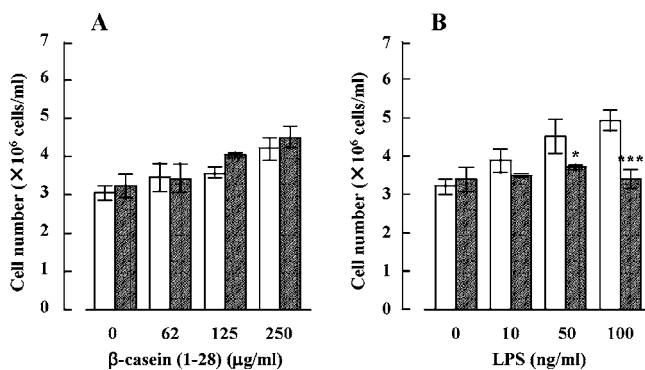 A
7
6
5
4
3
2
1
0
Cell number (×10⁶ cells/ml)
0 62 125 250
β-casein (1-28) (μg/ml)
B
7
6
5
4
3
2
1
0
Cell number (×10⁶ cells/ml)
*
***
0 10 50 100
LPS (ng/ml)